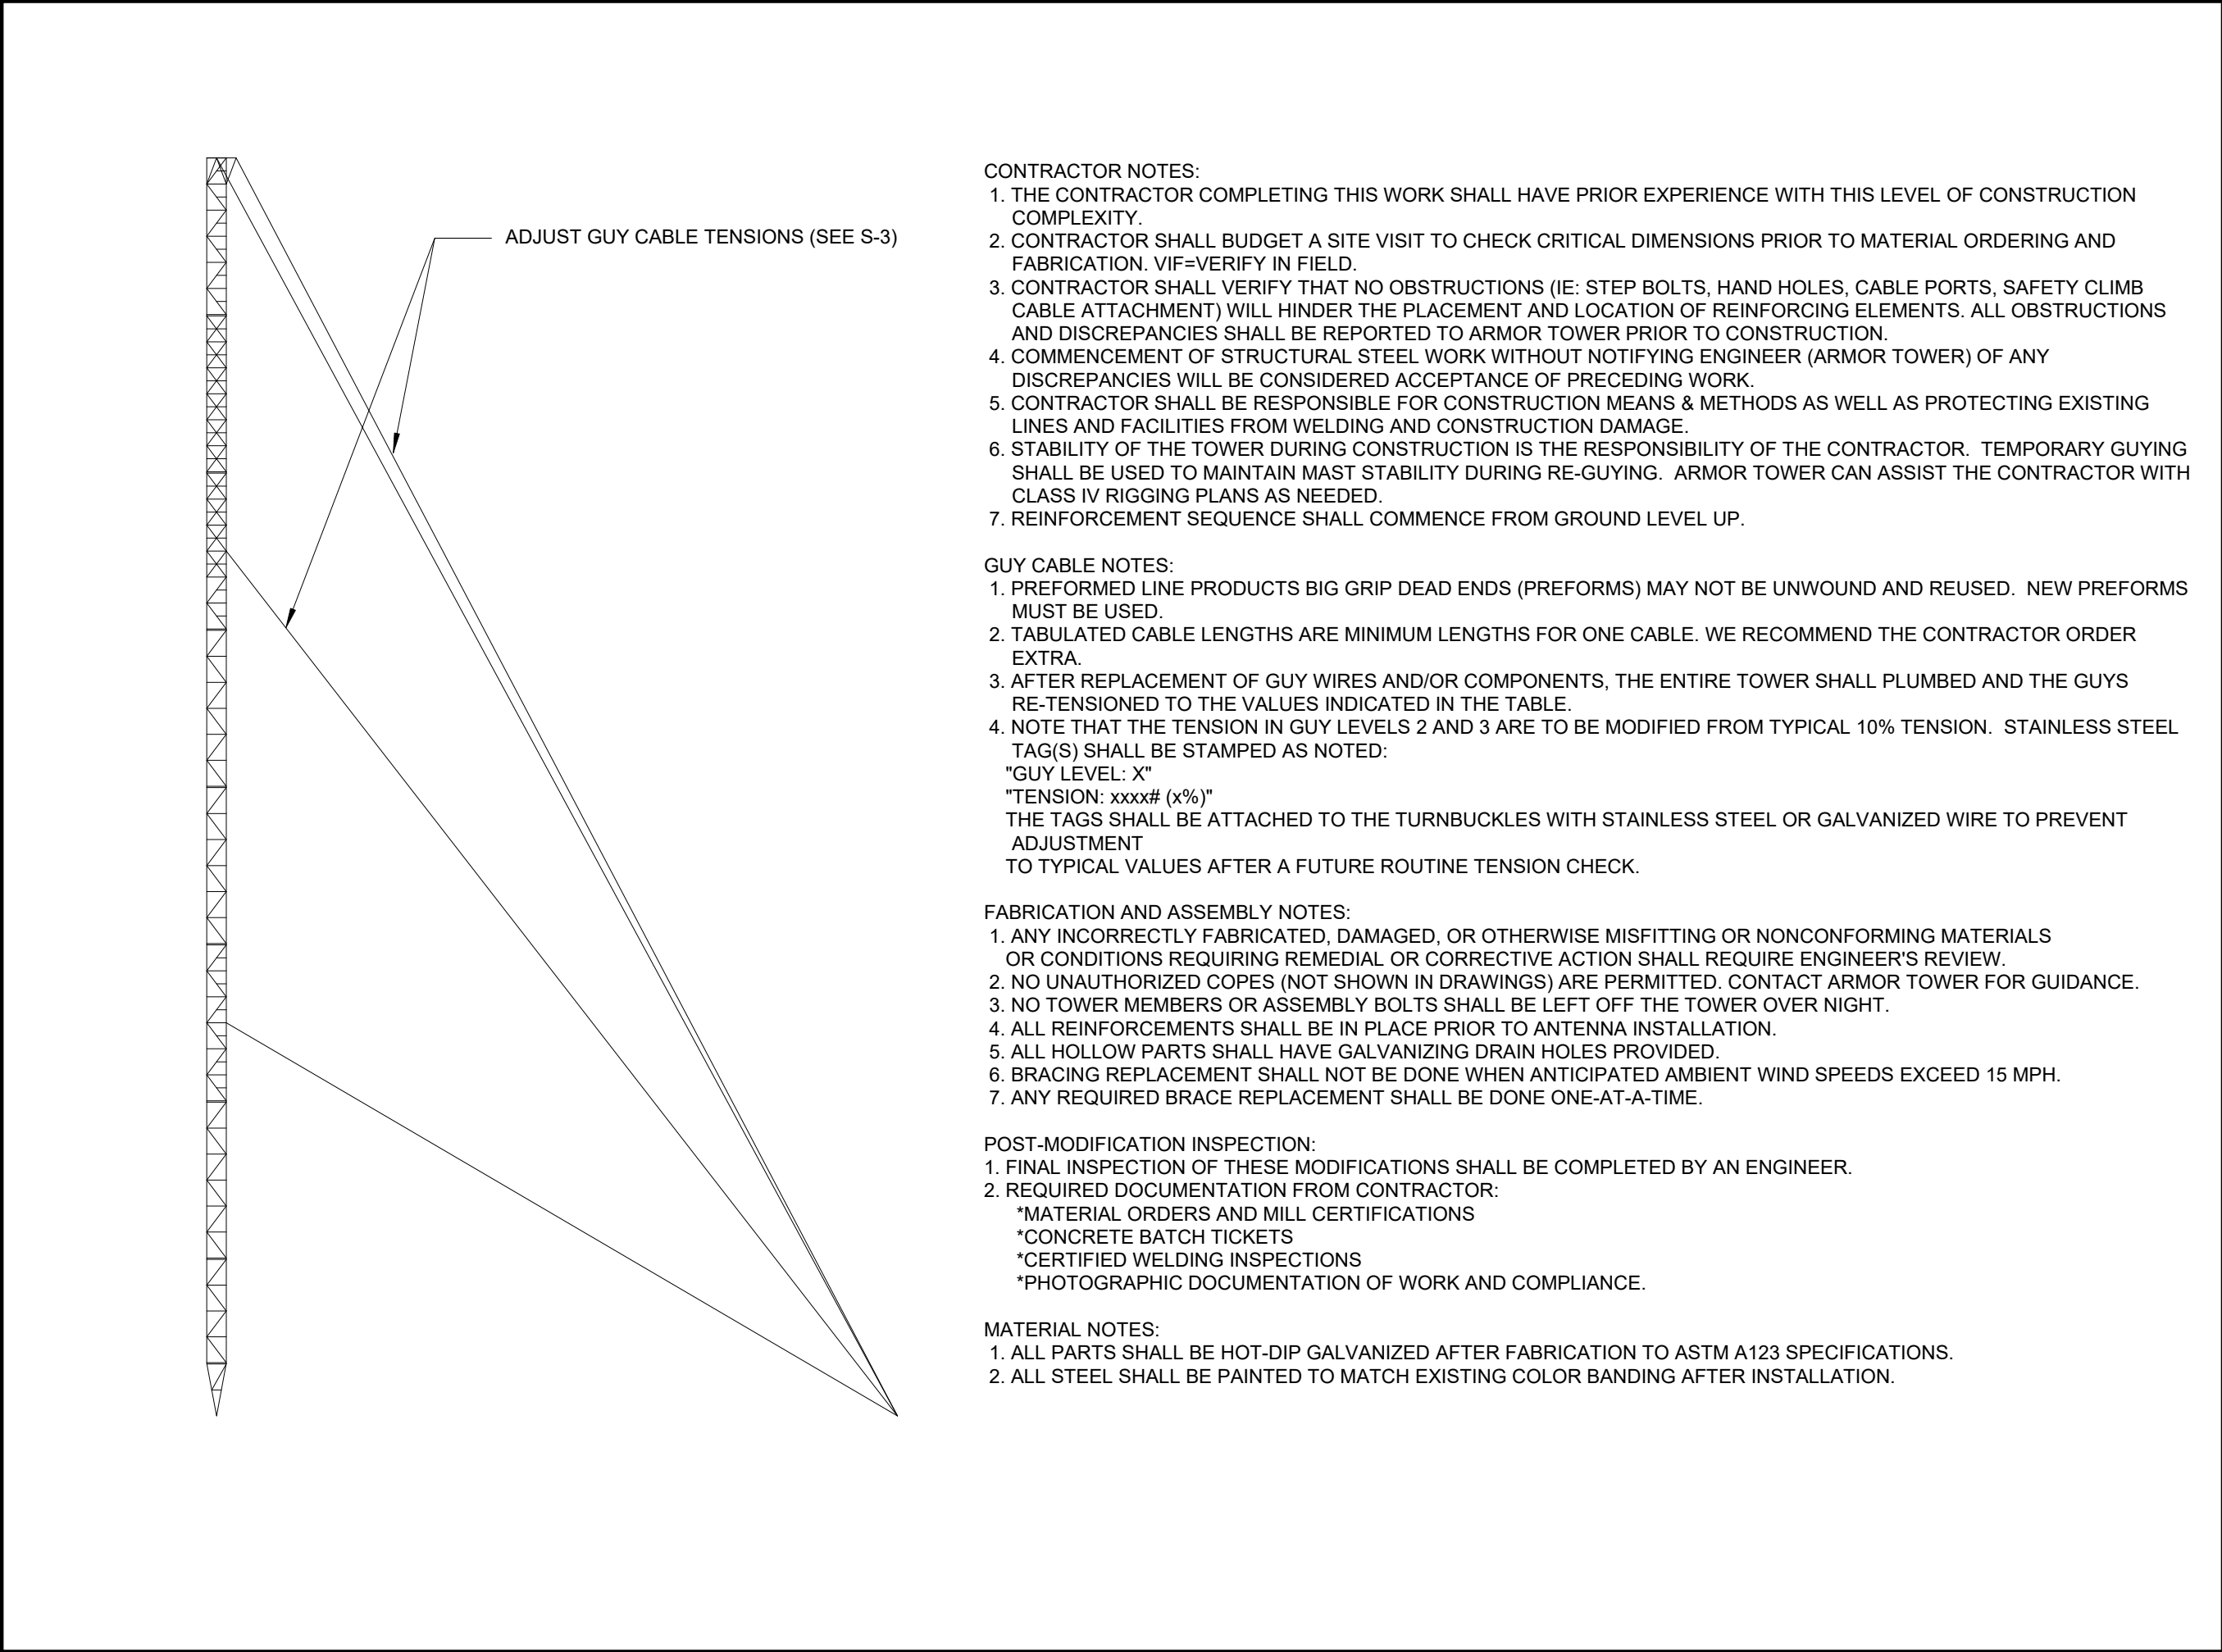 ADJUST GUY CABLE TENSIONS (SEE S-3)
CONTRACTOR NOTES:
1. THE CONTRACTOR COMPLETING THIS WORK SHALL HAVE PRIOR EXPERIENCE WITH THIS LEVEL OF CONSTRUCTION
COMPLEXITY.
2. CONTRACTOR SHALL BUDGET A SITE VISIT TO CHECK CRITICAL DIMENSIONS PRIOR TO MATERIAL ORDERING AND
FABRICATION. VIF=VERIFY IN FIELD.
3. CONTRACTOR SHALL VERIFY THAT NO OBSTRUCTIONS (IE: STEP BOLTS, HAND HOLES, CABLE PORTS, SAFETY CLIMB
CABLE ATTACHMENT) WILL HINDER THE PLACEMENT AND LOCATION OF REINFORCING ELEMENTS. ALL OBSTRUCTIONS
AND DISCREPANCIES SHALL BE REPORTED TO ARMOR TOWER PRIOR TO CONSTRUCTION.
4. COMMENCEMENT OF STRUCTURAL STEEL WORK WITHOUT NOTIFYING ENGINEER (ARMOR TOWER) OF ANY
DISCREPANCIES WILL BE CONSIDERED ACCEPTANCE OF PRECEDING WORK.
5. CONTRACTOR SHALL BE RESPONSIBLE FOR CONSTRUCTION MEANS & METHODS AS WELL AS PROTECTING EXISTING
LINES AND FACILITIES FROM WELDING AND CONSTRUCTION DAMAGE.
6. STABILITY OF THE TOWER DURING CONSTRUCTION IS THE RESPONSIBILITY OF THE CONTRACTOR. TEMPORARY GUYING
SHALL BE USED TO MAINTAIN MAST STABILITY DURING RE-GUYING. ARMOR TOWER CAN ASSIST THE CONTRACTOR WITH
CLASS IV RIGGING PLANS AS NEEDED.
7. REINFORCEMENT SEQUENCE SHALL COMMENCE FROM GROUND LEVEL UP.
GUY CABLE NOTES:
1. PREFORMED LINE PRODUCTS BIG GRIP DEAD ENDS (PREFORMS) MAY NOT BE UNWOUND AND REUSED. NEW PREFORMS
MUST BE USED.
2. TABULATED CABLE LENGTHS ARE MINIMUM LENGTHS FOR ONE CABLE. WE RECOMMEND THE CONTRACTOR ORDER
EXTRA.
3. AFTER REPLACEMENT OF GUY WIRES AND/OR COMPONENTS, THE ENTIRE TOWER SHALL PLUMBED AND THE GUYS
RE-TENSIONED TO THE VALUES INDICATED IN THE TABLE.
4. NOTE THAT THE TENSION IN GUY LEVELS 2 AND 3 ARE TO BE MODIFIED FROM TYPICAL 10% TENSION. STAINLESS STEEL
TAG(S) SHALL BE STAMPED AS NOTED:
"GUY LEVEL: X"
"TENSION: xxxx# (x%)"
THE TAGS SHALL BE ATTACHED TO THE TURNBUCKLES WITH STAINLESS STEEL OR GALVANIZED WIRE TO PREVENT
ADJUSTMENT
TO TYPICAL VALUES AFTER A FUTURE ROUTINE TENSION CHECK.
FABRICATION AND ASSEMBLY NOTES:
1. ANY INCORRECTLY FABRICATED, DAMAGED, OR OTHERWISE MISFITTING OR NONCONFORMING MATERIALS
OR CONDITIONS REQUIRING REMEDIAL OR CORRECTIVE ACTION SHALL REQUIRE ENGINEER'S REVIEW.
2. NO UNAUTHORIZED COPES (NOT SHOWN IN DRAWINGS) ARE PERMITTED. CONTACT ARMOR TOWER FOR GUIDANCE.
3. NO TOWER MEMBERS OR ASSEMBLY BOLTS SHALL BE LEFT OFF THE TOWER OVER NIGHT.
4. ALL REINFORCEMENTS SHALL BE IN PLACE PRIOR TO ANTENNA INSTALLATION.
5. ALL HOLLOW PARTS SHALL HAVE GALVANIZING DRAIN HOLES PROVIDED.
6. BRACING REPLACEMENT SHALL NOT BE DONE WHEN ANTICIPATED AMBIENT WIND SPEEDS EXCEED 15 MPH.
7. ANY REQUIRED BRACE REPLACEMENT SHALL BE DONE ONE-AT-A-TIME.
POST-MODIFICATION INSPECTION:
1. FINAL INSPECTION OF THESE MODIFICATIONS SHALL BE COMPLETED BY AN ENGINEER.
2. REQUIRED DOCUMENTATION FROM CONTRACTOR:
*MATERIAL ORDERS AND MILL CERTIFICATIONS
*CONCRETE BATCH TICKETS
*CERTIFIED WELDING INSPECTIONS
*PHOTOGRAPHIC DOCUMENTATION OF WORK AND COMPLIANCE.
MATERIAL NOTES:
1. ALL PARTS SHALL BE HOT-DIP GALVANIZED AFTER FABRICATION TO ASTM A123 SPECIFICATIONS.
2. ALL STEEL SHALL BE PAINTED TO MATCH EXISTING COLOR BANDING AFTER INSTALLATION.